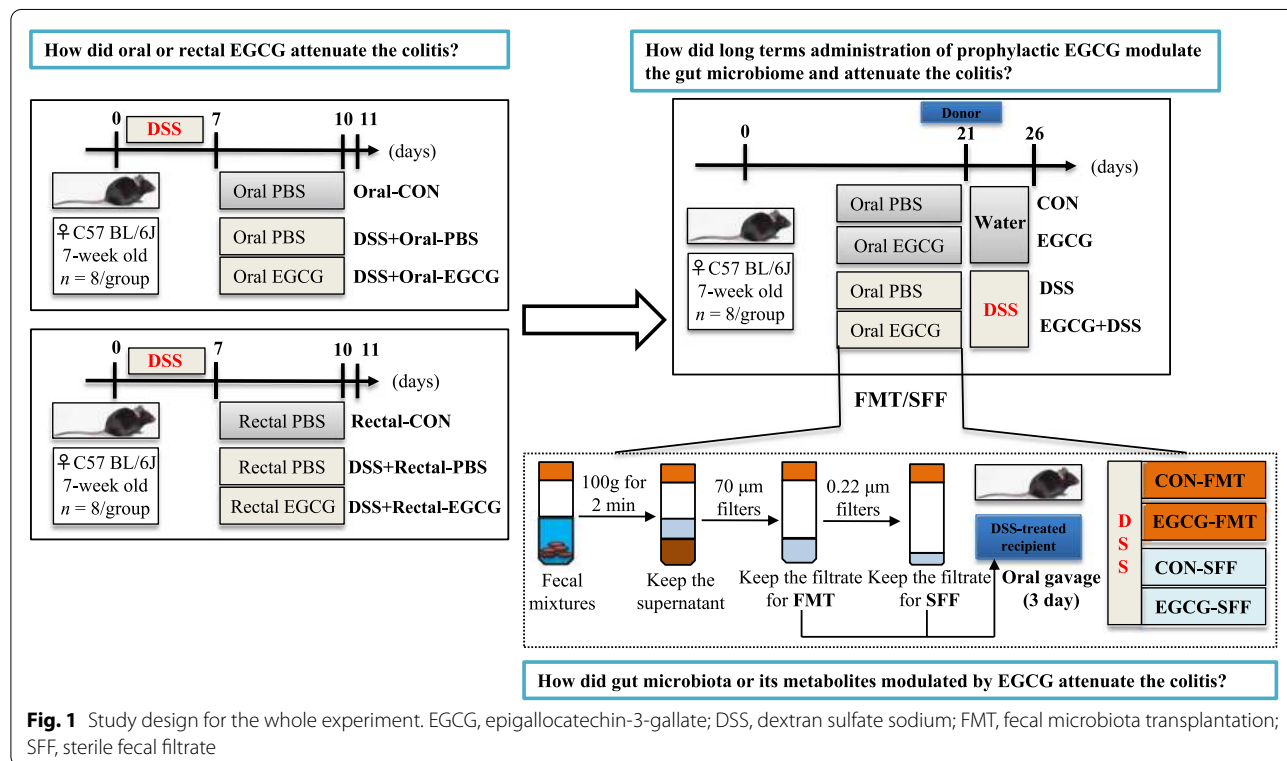 How did oral or rectal EGCG attenuate the colitis?
0
7
10
11
DSS
(days)
♀ C57 BL/6J
7-week old
n = 8/group
Oral PBS
Oral-CON
Oral PBS
DSS+Oral-PBS
Oral EGCG
DSS+Oral-EGCG
0
7
10
11
DSS
(days)
♀ C57 BL/6J
7-week old
n = 8/group
Rectal PBS
Rectal-CON
Rectal PBS
DSS+Rectal-PBS
Rectal EGCG
DSS+Rectal-EGCG
How did long terms administration of prophylactic EGCG modulate
the gut microbiome and attenuate the colitis?
Donor
0
21
26
(days)
♀ C57 BL/6J
7-week old
n = 8/group
Oral PBS
Oral EGCG
Water
CON
EGCG
Oral PBS
Oral EGCG
DSS
DSS
EGCG+DSS
FMT/SFF
100g for
2 min
70 μm
filters
0.22 μm
filters
Fecal
mixtures
Keep the
supernatant
Keep the filtrate
for FMT
Keep the filtrate
for SFF
DSS-treated
recipient
Oral gavage
(3 day)
D
S
S
CON-FMT
EGCG-FMT
CON-SFF
EGCG-SFF
How did gut microbiota or its metabolites modulated by EGCG attenuate the colitis?
Fig. 1 Study design for the whole experiment. EGCG, epigallocatechin-3-gallate; DSS, dextran sulfate sodium; FMT, fecal microbiota transplantation;
SFF, sterile fecal filtrate